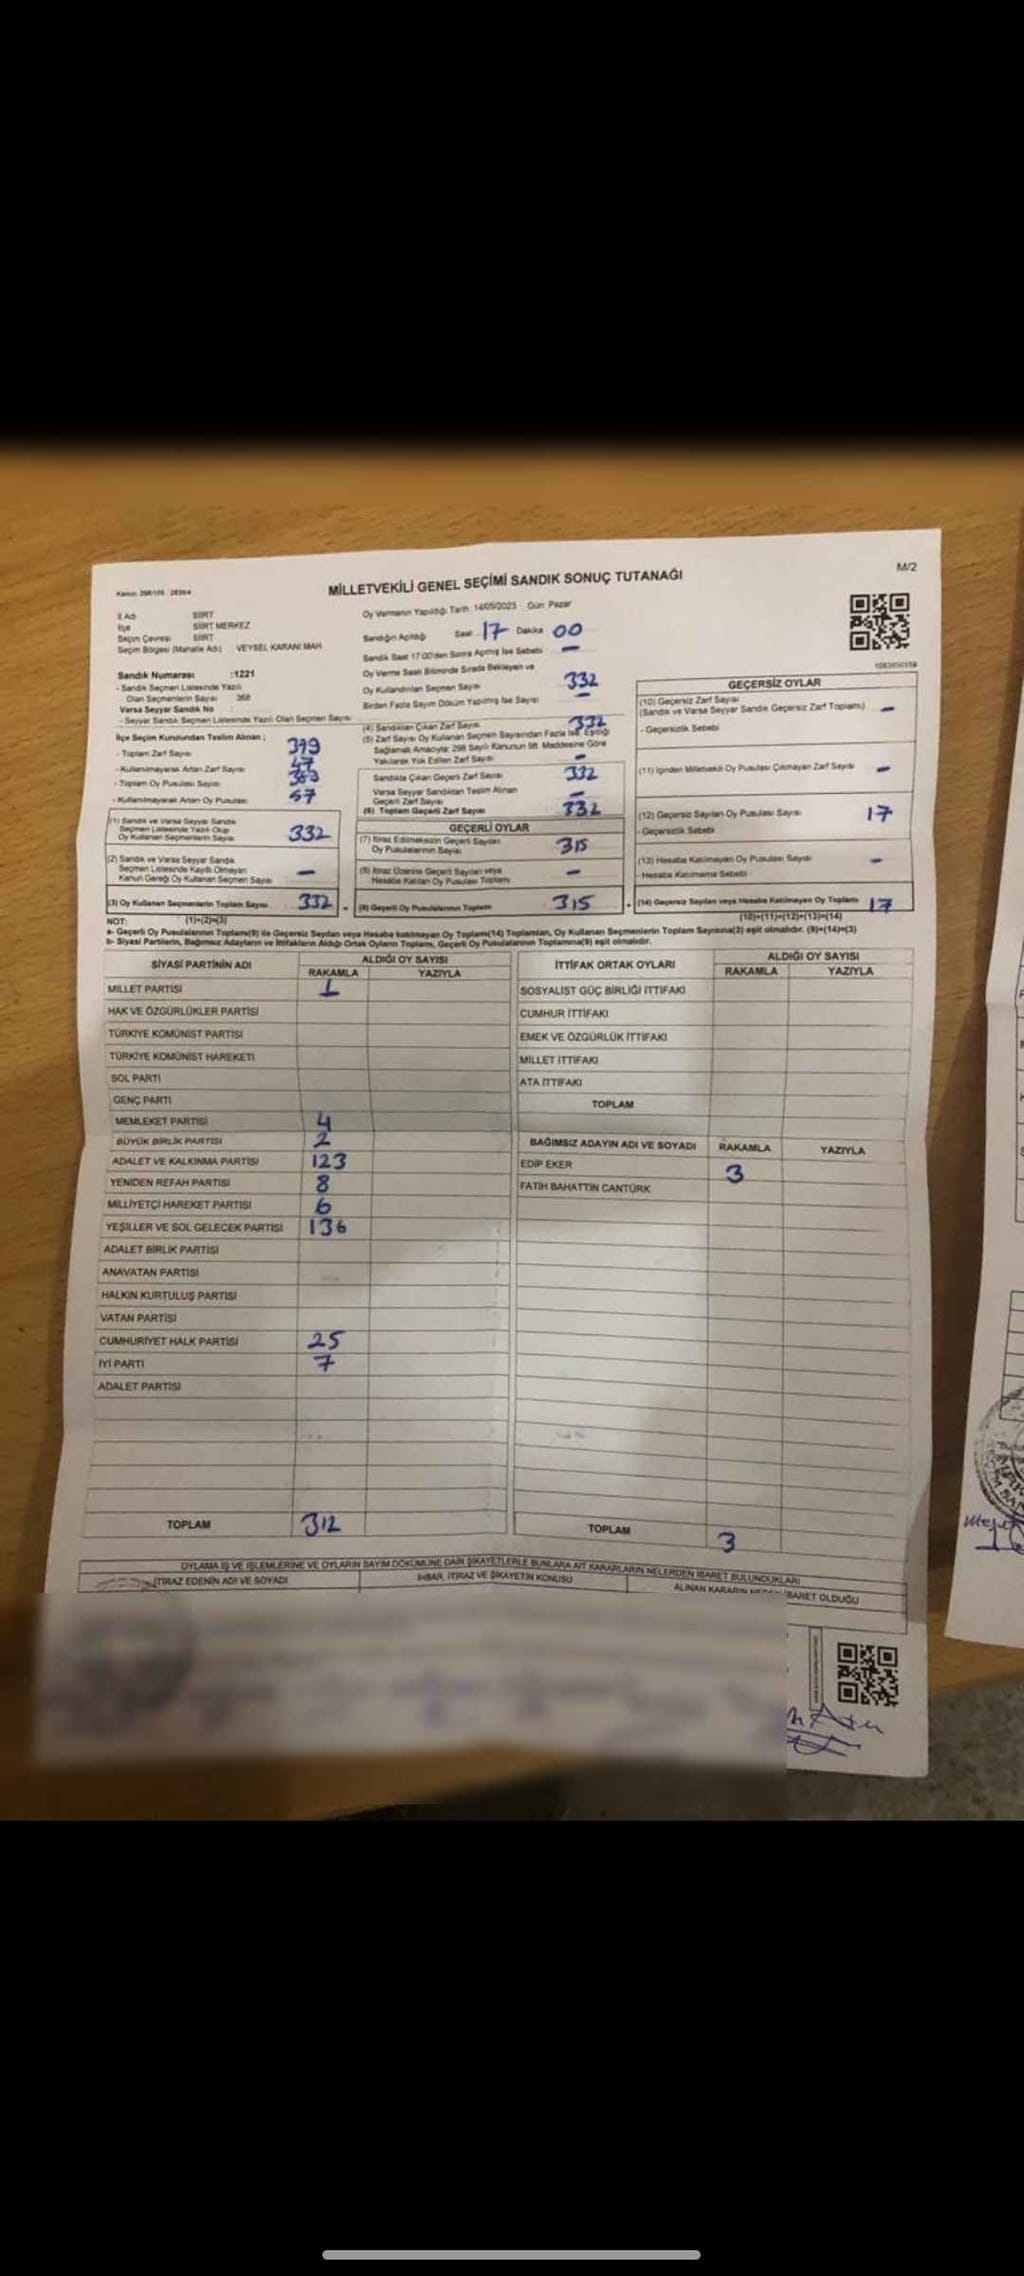 M/2
Kanun: 298/105
MİLLETVEKİLİ GENEL SEÇİMİ SANDIK SONUÇ TUTANAĞI
İl Adı SİİRT
İlçe SİİRT MERKEZ
Seçim Çevresi SİİRT
Seçim Bölgesi (Mahalle Adı) VEYSEL KARANİ MAH
Sandık Numarası :1221
- Sandık Seçmen Listesinde Yazılı
Olan Seçmenlerin Sayısı 368
Varsa Seyyar Sandık No
- Seyyar Sandık Seçmen Listesinde Yazılı Olan Seçmen Sayısı
İlçe Seçim Kurulundan Teslim Alınan :
- Toplam Zarf Sayısı 379
- Kullanılmayarak Artan Zarf Sayısı 47
- Toplam Oy Pusulası Sayısı
- Kullanılmayarak Artan Oy Pusulası 57
(1) Sandık ve Varsa Seyyar Sandık
Seçmen Listesinde Yazılı Olup
Oy Kullanan Seçmenlerin Sayısı 332
(2) Sandık ve Varsa Seyyar Sandık
Seçmen Listesinde Kayıtlı Olmayan
Kanun Gereği Oy Kullanan Seçmen Sayısı -
(3) Oy Kullanan Seçmenlerin Toplam Sayısı 332
(1)+(2)=(3)
Oy Vermenin Yapıldığı Tarih: 14/05/2023 Gün: Pazar
Sandığın Açıldığı Saat 17 Dakika 00
Sandık Saat 17:00'den Sonra Açılmış İse Sebebi -
Oy Verme Saati Bitiminde Sırada Bekleyen ve
Oy Kullandırılan Seçmen Sayısı 332
Birden Fazla Sayım Döküm Yapılmış İse Sayısı -
(4) Sandıktan Çıkan Zarf Sayısı 332
(5) Zarf Sayısı Oy Kullanan Seçmen Sayısından Fazla İse, Eşitliği
Sağlamak Amacıyla; 298 Sayılı Kanunun 98. Maddesine Göre
Yakılarak Yok Edilen Zarf Sayısı -
Sandıkta Çıkan Geçerli Zarf Sayısı 332
Varsa Seyyar Sandıktan Teslim Alınan
Geçerli Zarf Sayısı -
(6) Toplam Geçerli Zarf Sayısı 332
GEÇERLİ OYLAR
(7) İtiraz Edilmeksizin Geçerli Sayılan
Oy Pusulalarının Sayısı 315
(8) İtiraz Üzerine Geçerli Sayılan veya
Hesaba Katılan Oy Pusulası Toplamı -
(9) Geçerli Oy Pusulalarının Toplamı 315
GEÇERSİZ OYLAR
(10) Geçersiz Zarf Sayısı
(Sandık ve Varsa Seyyar Sandık Geçersiz Zarf Toplamı) -
- Geçersizlik Sebebi
(11) İçinden Milletvekili Oy Pusulası Çıkmayan Zarf Sayısı -
(12) Geçersiz Sayılan Oy Pusulası Sayısı 17
- Geçersizlik Sebebi
(13) Hesaba Katılmayan Oy Pusulası Sayısı -
- Hesaba Katılmama Sebebi
(14) Geçersiz Sayılan veya Hesaba Katılmayan Oy Toplamı 17
(10)+(11)+(12)+(13)=(14)
NOT:
a- Geçerli Oy Pusulalarının Toplamı(9) ile Geçersiz Sayılan veya Hesaba katılmayan Oy Toplamı(14) Toplamları, Oy Kullanan Seçmenlerin Toplam Sayısına(3) eşit olmalıdır. (9)+(14)=(3)
b- Siyasi Partilerin, Bağımsız Adayların ve İttifakların Aldığı Ortak Oyların Toplamı, Geçerli Oy Pusulalarının Toplamına(9) eşit olmalıdır.
SİYASİ PARTİNİN ADI ALDIĞI OY SAYISI
RAKAMLA YAZIYLA
MİLLET PARTİSİ 1
HAK VE ÖZGÜRLÜKLER PARTİSİ
TÜRKİYE KOMÜNİST PARTİSİ
TÜRKİYE KOMÜNİST HAREKETİ
SOL PARTİ
GENÇ PARTİ
MEMLEKET PARTİSİ 4
BÜYÜK BİRLİK PARTİSİ 2
ADALET VE KALKINMA PARTİSİ 123
YENİDEN REFAH PARTİSİ 8
MİLLİYETÇİ HAREKET PARTİSİ 6
YEŞİLLER VE SOL GELECEK PARTİSİ 136
ADALET BİRLİK PARTİSİ
ANAVATAN PARTİSİ
HALKIN KURTULUŞ PARTİSİ
VATAN PARTİSİ
CUMHURİYET HALK PARTİSİ 25
İYİ PARTİ 7
ADALET PARTİSİ
TOPLAM 312
İTTİFAK ORTAK OYLARI ALDIĞI OY SAYISI
RAKAMLA YAZIYLA
SOSYALİST GÜÇ BİRLİĞİ İTTİFAKI
CUMHUR İTTİFAKI
EMEK VE ÖZGÜRLÜK İTTİFAKI
MİLLET İTTİFAKI
ATA İTTİFAKI
TOPLAM
BAĞIMSIZ ADAYIN ADI VE SOYADI RAKAMLA YAZIYLA
EDİP EKER 3
FATİH BAHATTİN CANTÜRK
TOPLAM 3
OYLAMA İŞ VE İŞLEMLERİNE VE OYLARIN SAYIM DÖKÜMÜNE DAİR ŞİKAYETLERLE BUNLARA AİT KARARLARIN NELERDEN İBARET BULUNDUKLARI
İTİRAZ EDENİN ADI VE SOYADI İHBAR, İTİRAZ VE ŞİKAYETİN KONUSU ALINAN KARARIN NEDEN İBARET OLDUĞU